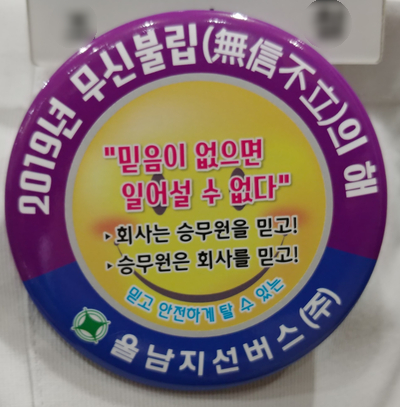 2019년 무신불립(無信不立)의 해
"믿음이 없으면
일어설 수 없다"
▸회사는 승무원을 믿고!
▸승무원은 회사를 믿고!
믿고 안전하게 탈 수 있는
울남지선버스(주)